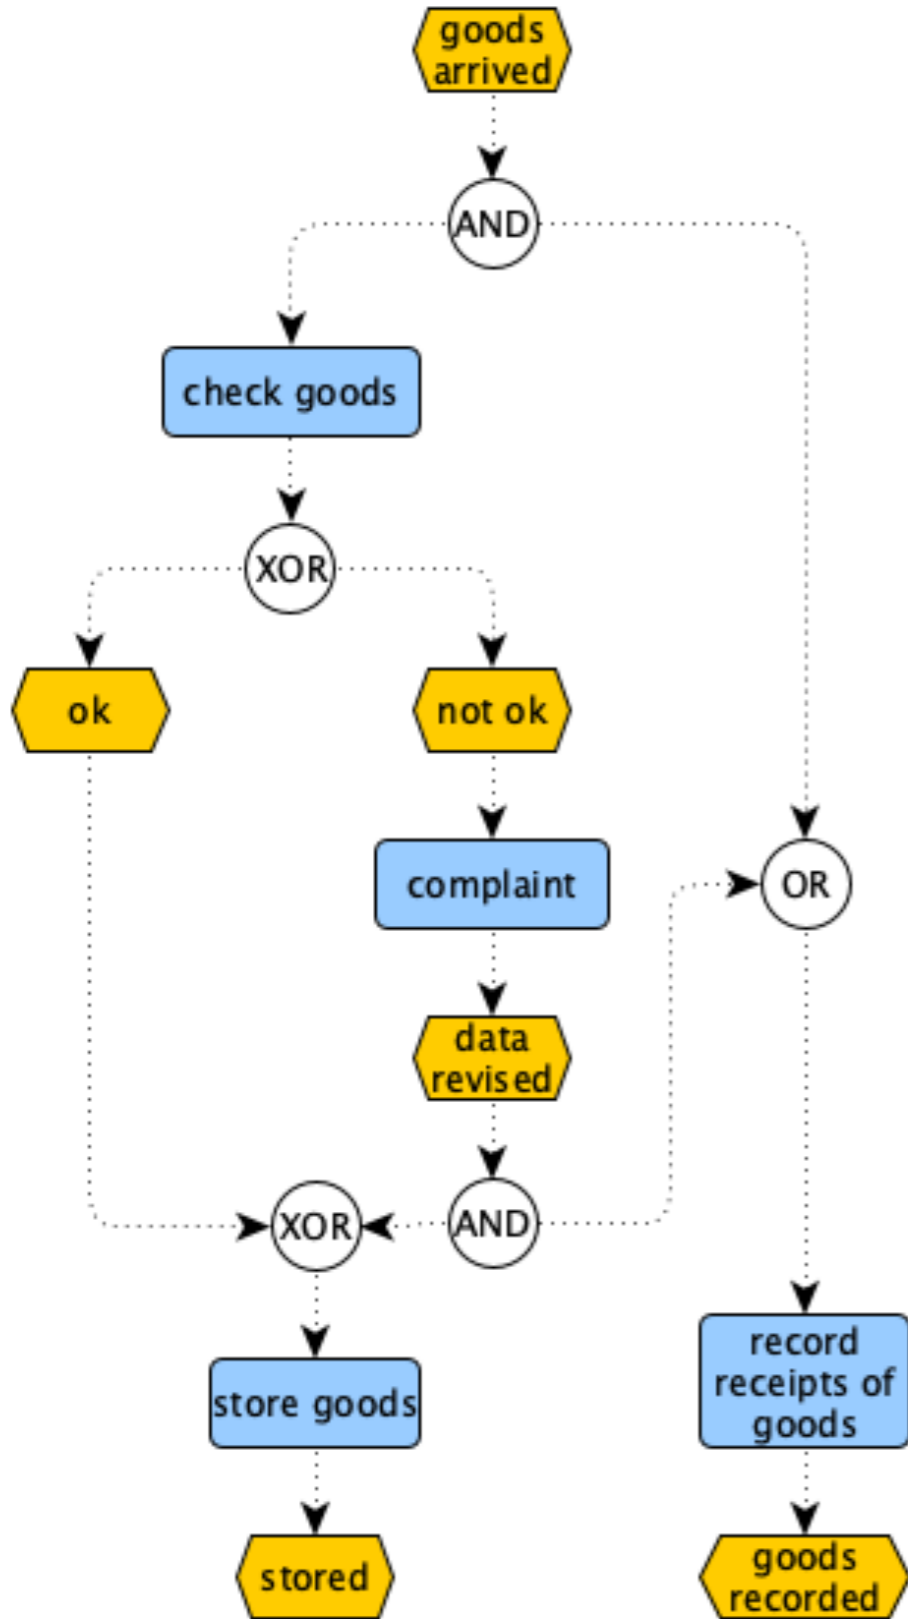 goods
arrived
AND
check goods
XOR
ok
not ok
complaint
OR
data
revised
XOR
AND
record
receipts of
goods
store goods
stored
goods
recorded